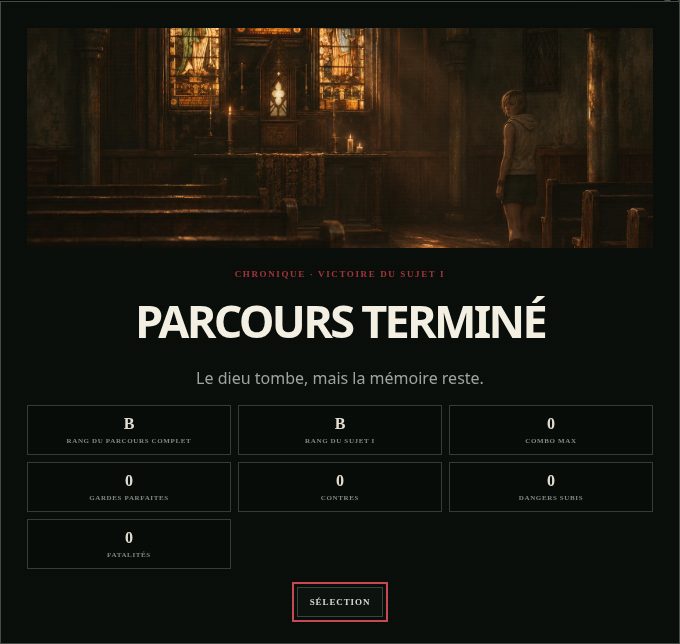 CHRONIQUE · VICTOIRE DU SUJET I
PARCOURS TERMINÉ
Le dieu tombe, mais la mémoire reste.
B
RANG DU PARCOURS COMPLET
B
RANG DU SUJET I
0
COMBO MAX
0
GARDES PARFAITES
0
CONTRES
0
DANGERS SUBIS
0
FATALITÉS
SÉLECTION